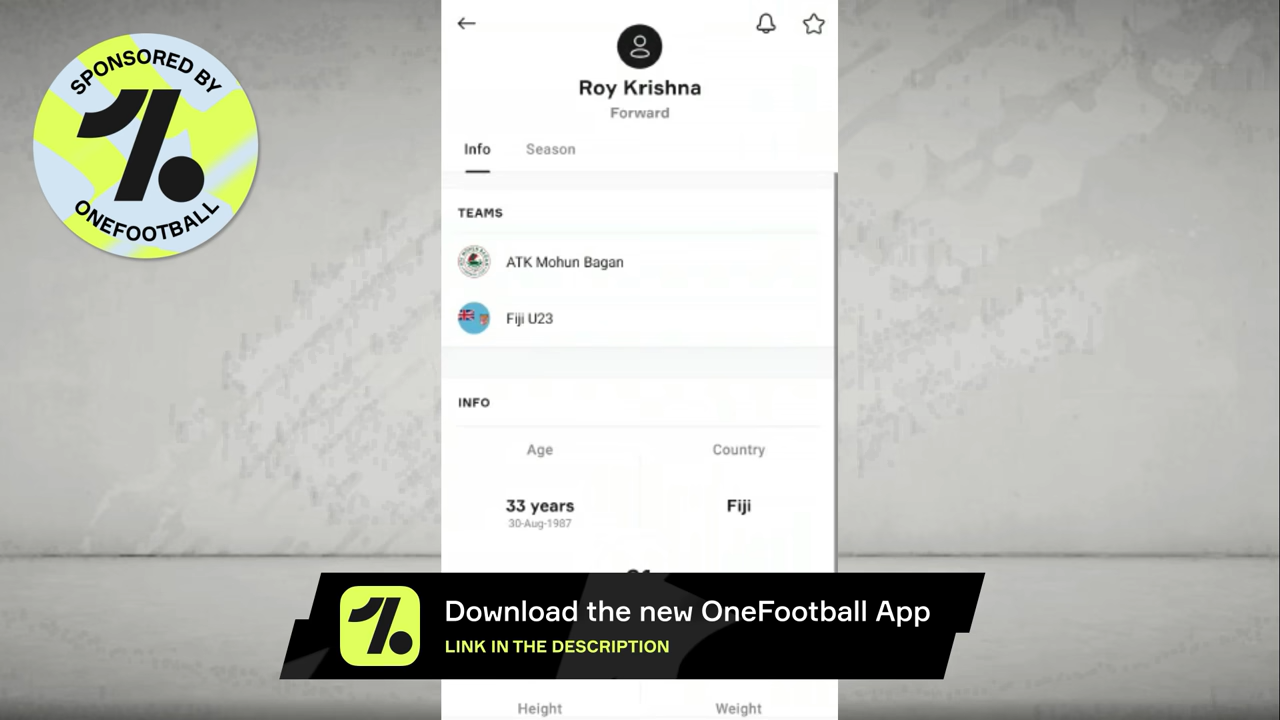 SPONSORED BY
1.
ONEFOOTBALL
Roy Krishna
Forward
Info
Season
TEAMS
ATK Mohun Bagan
Fiji U23
INFO
Age
Country
33 years
Fiji
30-Aug-1987
Download the new OneFootball App
LINK IN THE DESCRIPTION
Height
Weight